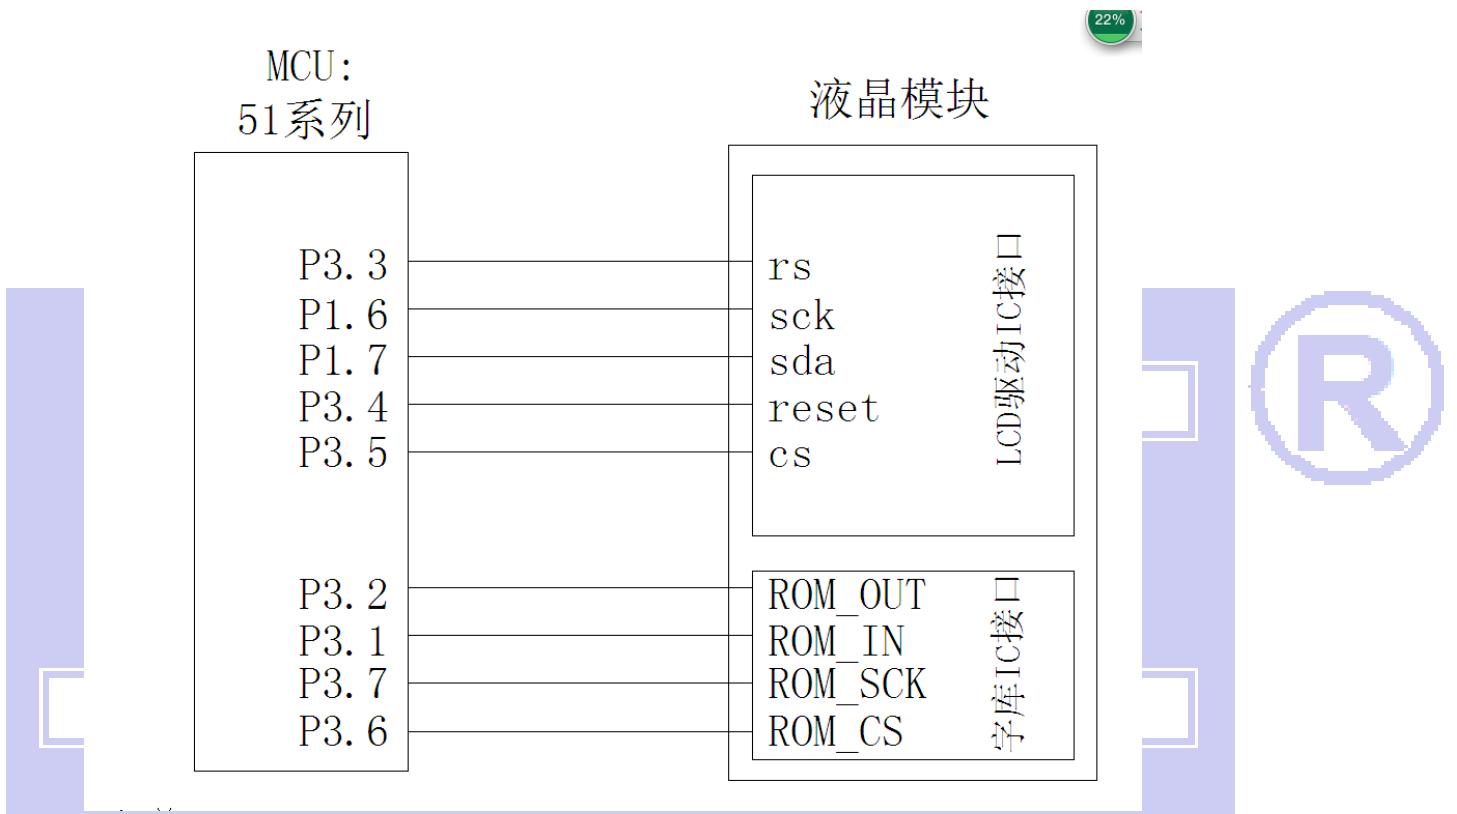 22%
MCU:
51系列
液晶模块
P3.3
P1.6
P1.7
P3.4
P3.5
P3.2
P3.1
P3.7
P3.6
rs
sck
sda
reset
cs
LCD驱动IC接口
ROM_OUT
ROM_IN
ROM_SCK
ROM_CS
字库IC接口
®